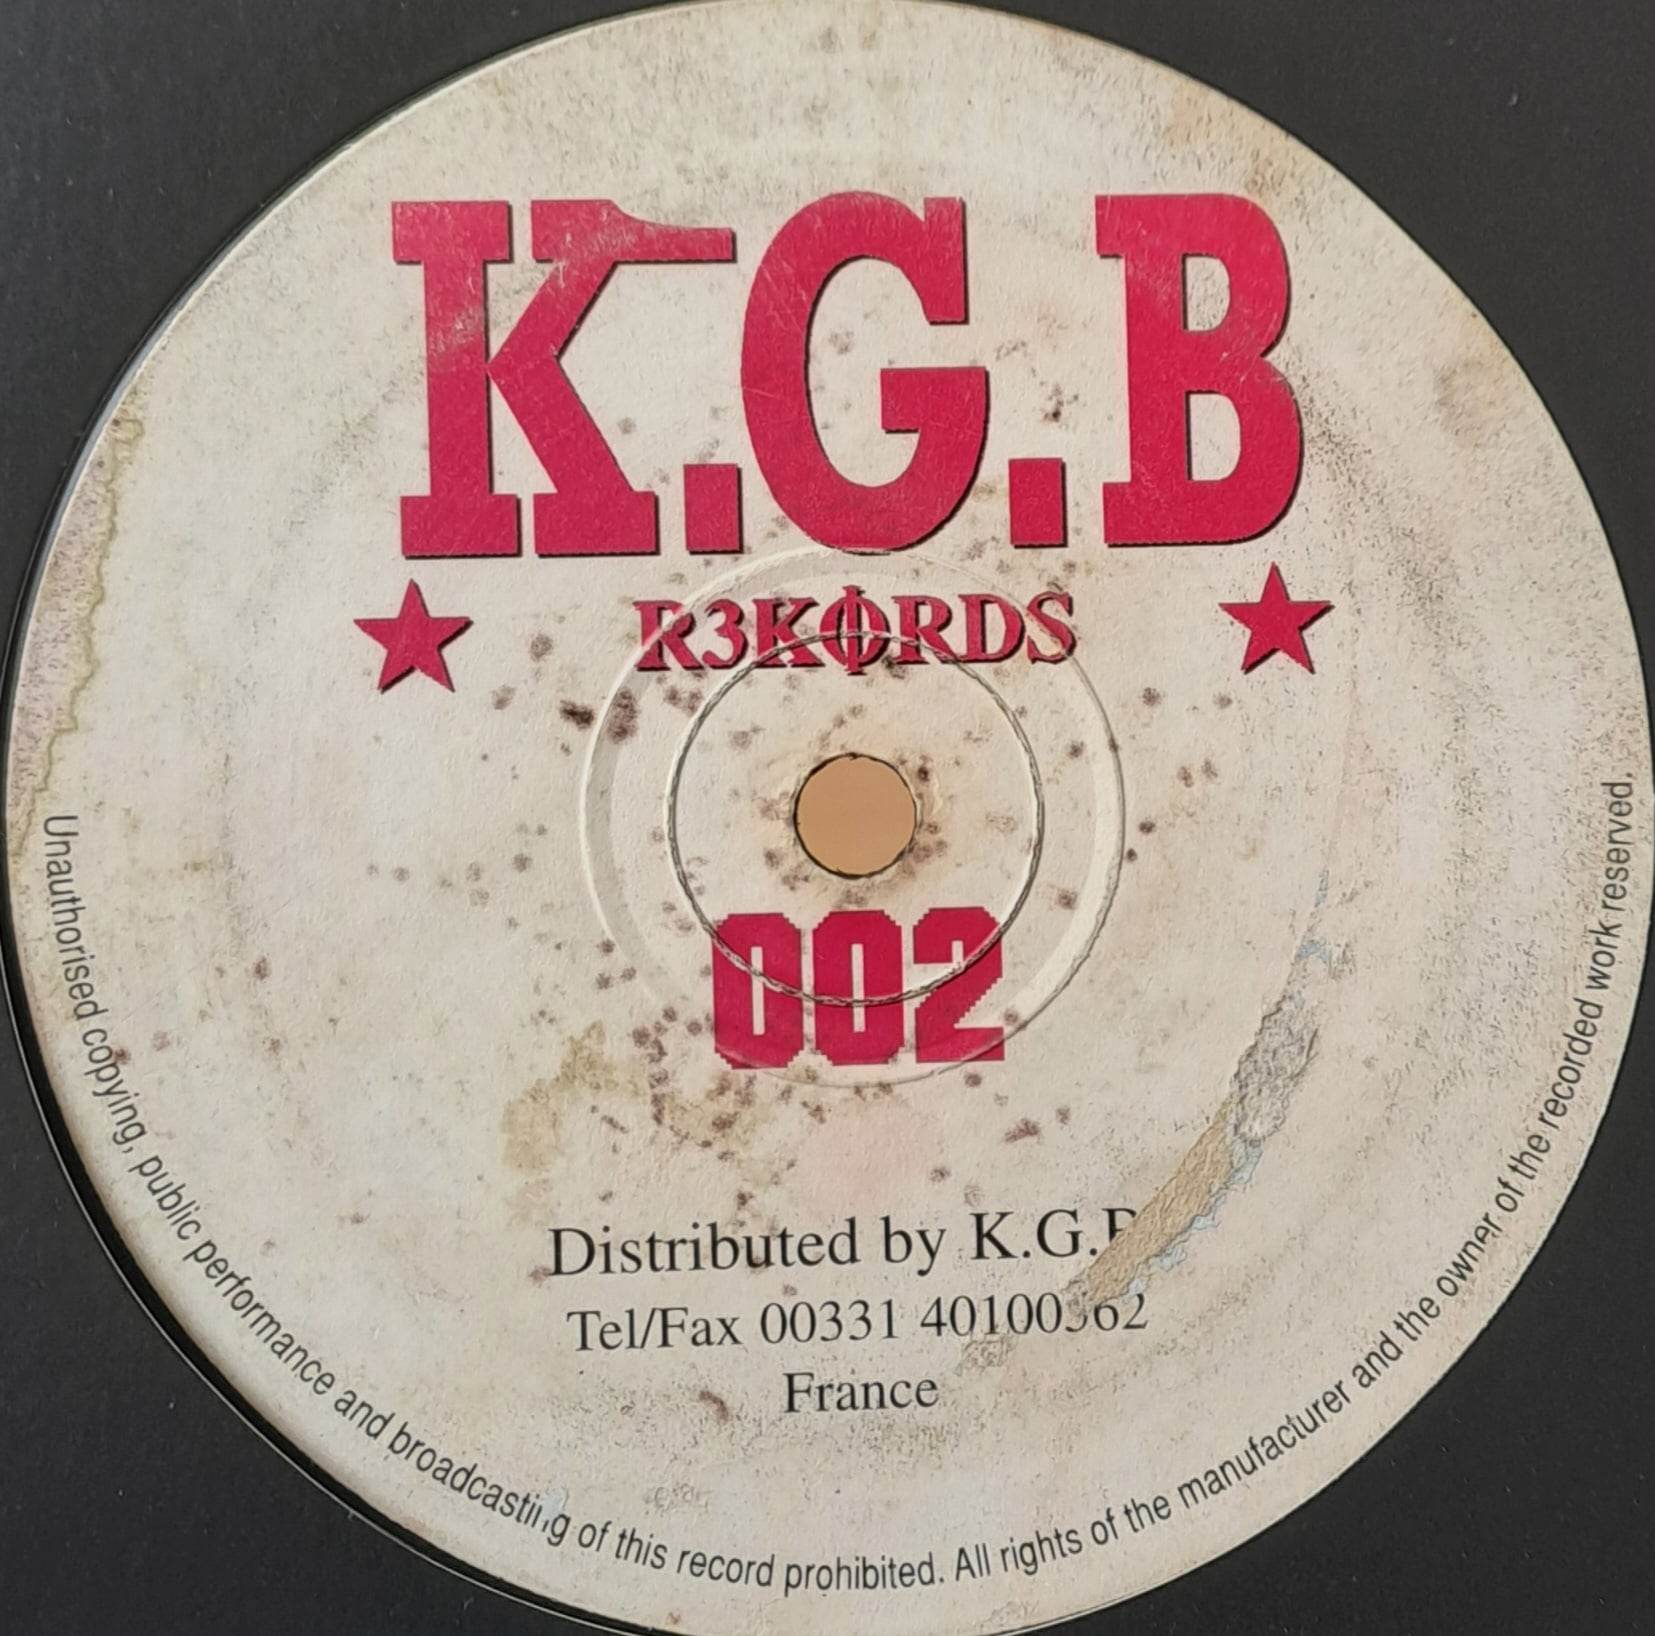 K.G.B
R3KΦRDS
002
Distributed by K.G.
Tel/Fax 00331
France
Unauthorised copying, public performance and broadcasting of this record prohibited. All rights of the manufacturer and the owner of the recorded work reserved.